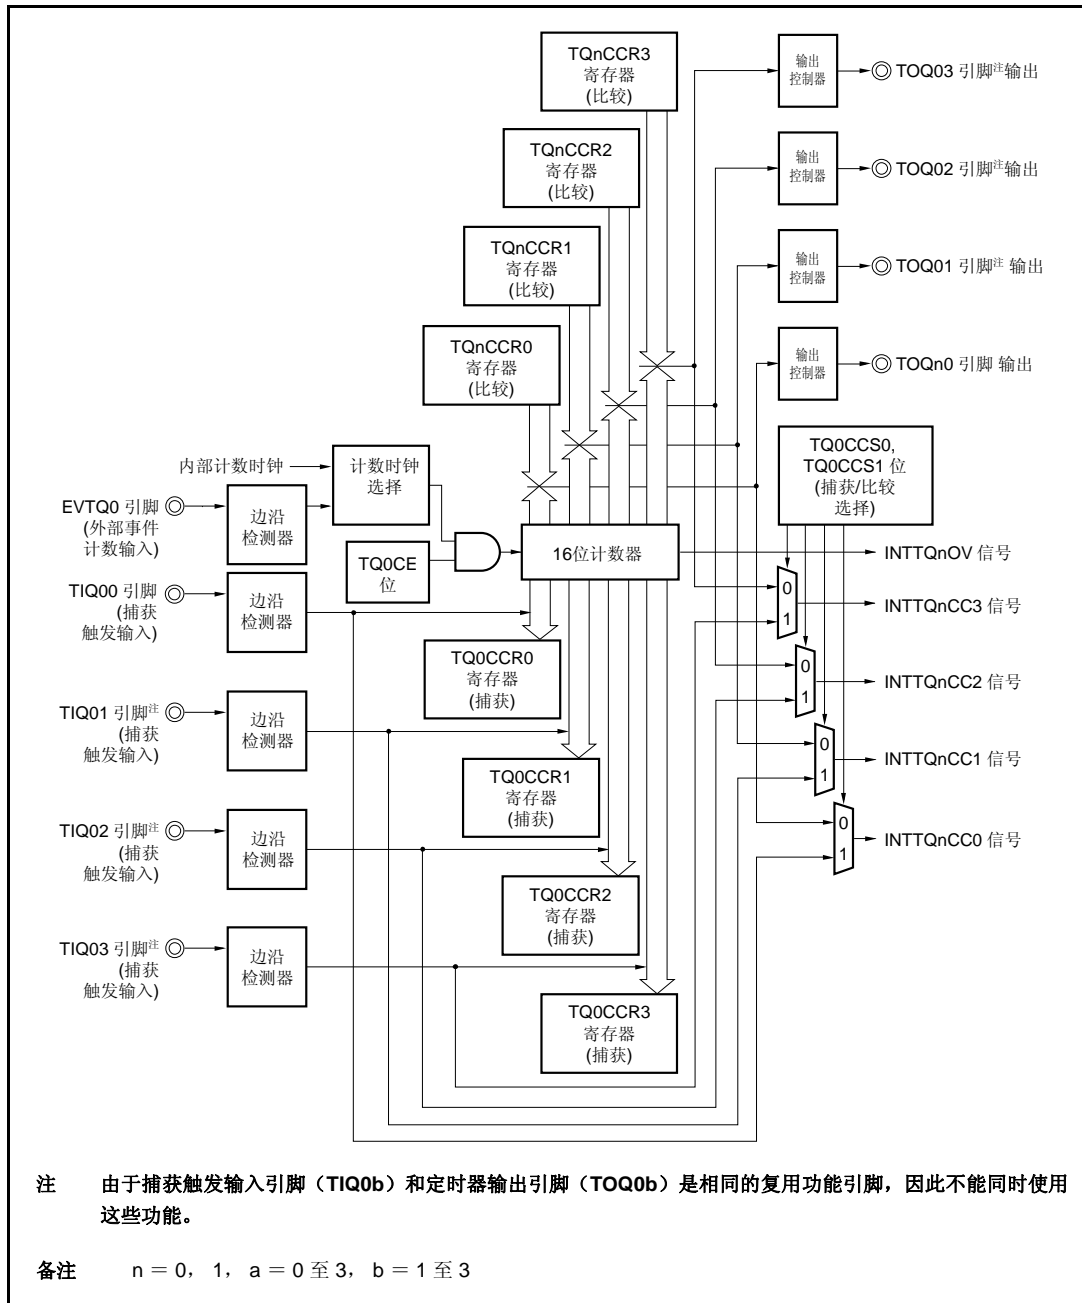 TQnCCR3
寄存器
(比较)
输出
控制器
TOQ03 引脚注输出
TQnCCR2
寄存器
(比较)
输出
控制器
TOQ02 引脚注输出
TQnCCR1
寄存器
(比较)
输出
控制器
TOQ01 引脚注 输出
TQnCCR0
寄存器
(比较)
输出
控制器
TOQn0 引脚 输出
TQ0CCS0,
TQ0CCS1 位
(捕获/比较
选择)
内部计数时钟
计数时钟
选择
EVTQ0 引脚
(外部事件
计数输入)
边沿
检测器
TQ0CE
位
16位计数器
INTTQnOV 信号
TIQ00 引脚
(捕获
触发输入)
边沿
检测器
0
1
INTTQnCC3 信号
TQ0CCR0
寄存器
(捕获)
0
1
INTTQnCC2 信号
TIQ01 引脚注
(捕获
触发输入)
边沿
检测器
0
1
INTTQnCC1 信号
TQ0CCR1
寄存器
(捕获)
TIQ02 引脚注
(捕获
触发输入)
边沿
检测器
0
1
INTTQnCC0 信号
TQ0CCR2
寄存器
(捕获)
TIQ03 引脚注
(捕获
触发输入)
边沿
检测器
TQ0CCR3
寄存器
(捕获)
注 由于捕获触发输入引脚（TIQ0b）和定时器输出引脚（TOQ0b）是相同的复用功能引脚，因此不能同时使用
这些功能。
备注 n ＝ 0， 1， a ＝ 0 至 3， b ＝ 1 至 3